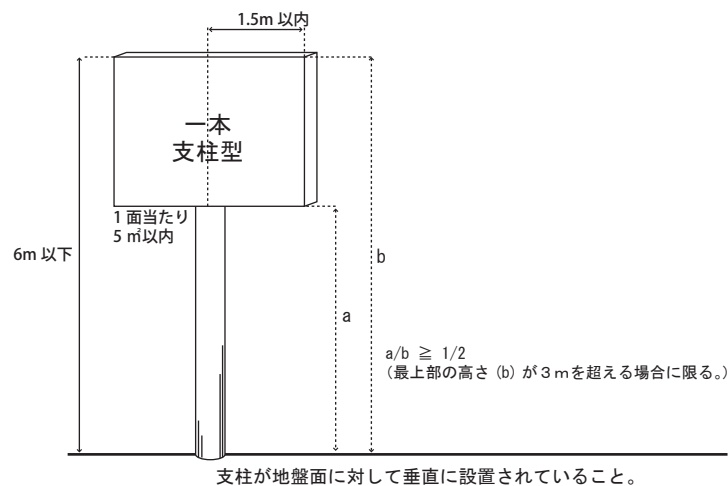 1.5m 以内
一本
支柱型
1 面当たり
5 ㎡以内
6m 以下
b
a
a/b ≧ 1/2
（最上部の高さ (b) が３ｍを超える場合に限る。）
支柱が地盤面に対して垂直に設置されていること。